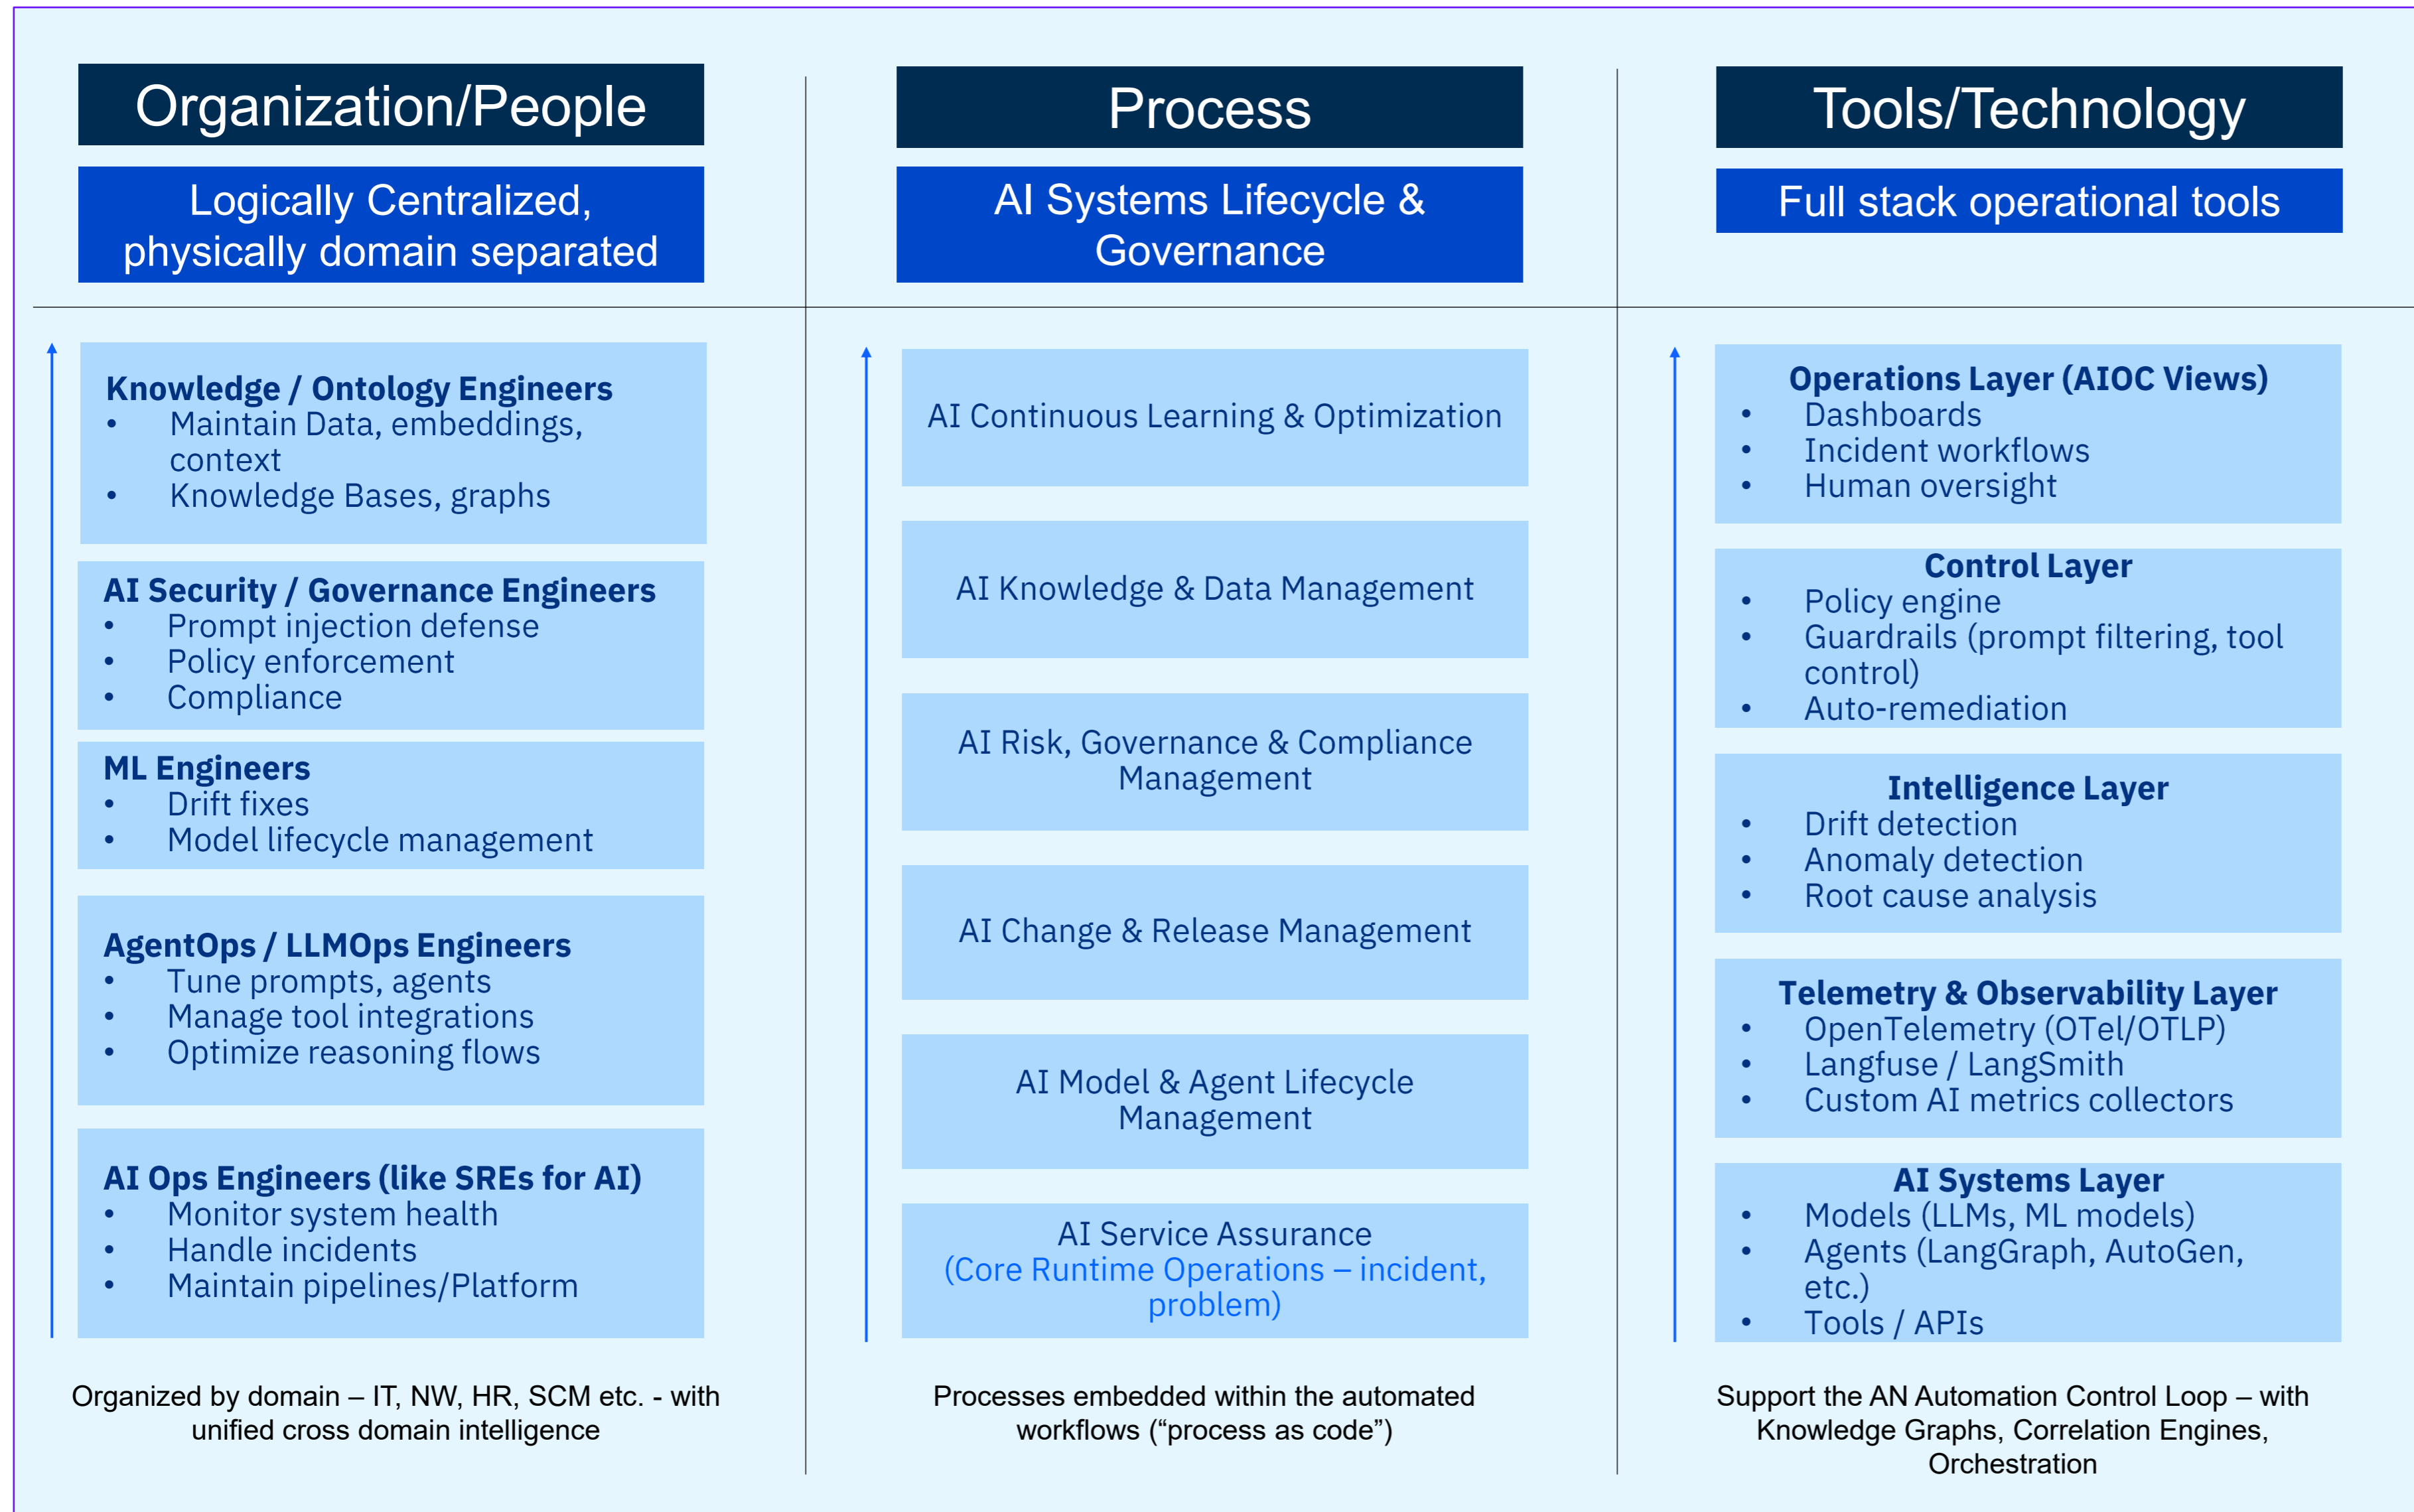 Organization/People
Logically Centralized,
physically domain separated
Knowledge / Ontology Engineers
• Maintain Data, embeddings,
context
• Knowledge Bases, graphs
AI Security / Governance Engineers
• Prompt injection defense
• Policy enforcement
• Compliance
ML Engineers
• Drift fixes
• Model lifecycle management
AgentOps / LLMOps Engineers
• Tune prompts, agents
• Manage tool integrations
• Optimize reasoning flows
AI Ops Engineers (like SREs for AI)
• Monitor system health
• Handle incidents
• Maintain pipelines/Platform
Organized by domain – IT, NW, HR, SCM etc. - with
unified cross domain intelligence
Process
AI Systems Lifecycle &
Governance
AI Continuous Learning & Optimization
AI Knowledge & Data Management
AI Risk, Governance & Compliance
Management
AI Change & Release Management
AI Model & Agent Lifecycle
Management
AI Service Assurance
(Core Runtime Operations – incident,
problem)
Processes embedded within the automated
workflows (“process as code”)
Tools/Technology
Full stack operational tools
Operations Layer (AIOC Views)
• Dashboards
• Incident workflows
• Human oversight
Control Layer
• Policy engine
• Guardrails (prompt filtering, tool
control)
• Auto-remediation
Intelligence Layer
• Drift detection
• Anomaly detection
• Root cause analysis
Telemetry & Observability Layer
• OpenTelemetry (OTel/OTLP)
• Langfuse / LangSmith
• Custom AI metrics collectors
AI Systems Layer
• Models (LLMs, ML models)
• Agents (LangGraph, AutoGen,
etc.)
• Tools / APIs
Support the AN Automation Control Loop – with
Knowledge Graphs, Correlation Engines,
Orchestration